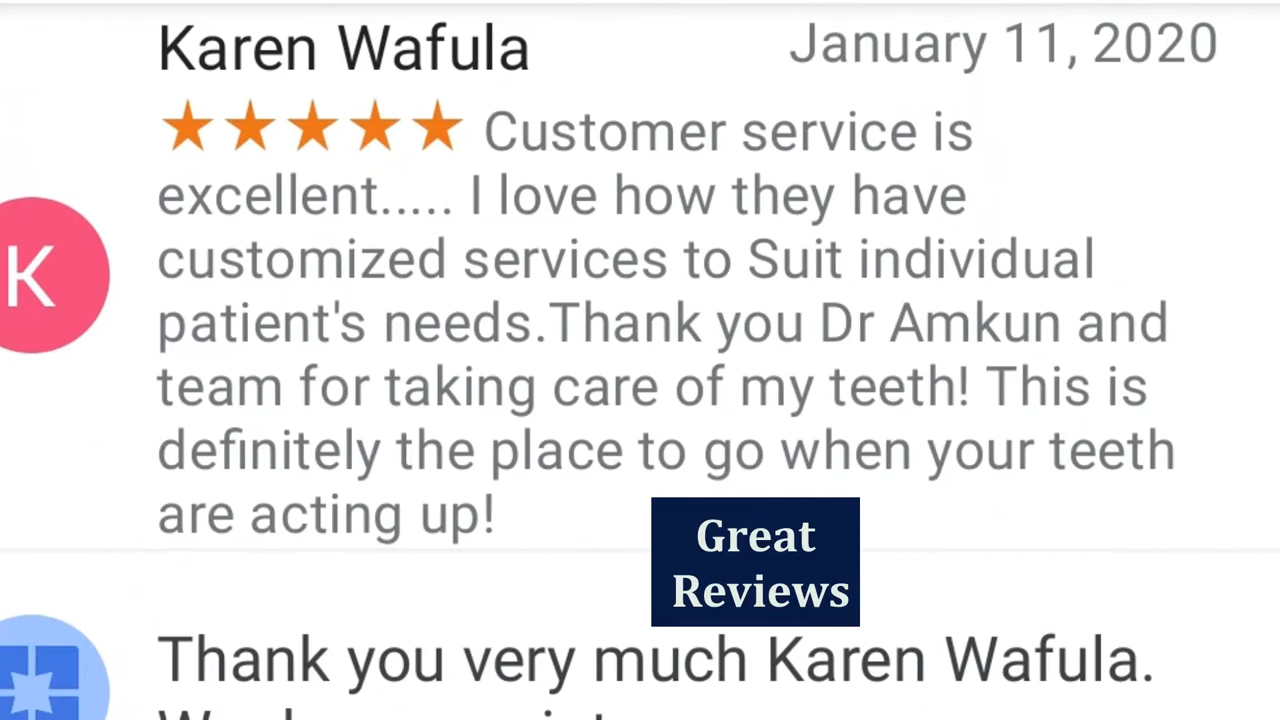 Karen Wafula
January 11, 2020
Customer service is
excellent..... I love how they have
customized services to Suit individual
patient's needs.Thank you Dr Amkun and
team for taking care of my teeth! This is
definitely the place to go when your teeth
are acting up!
K
Great
Reviews
Thank you very much Karen Wafula.